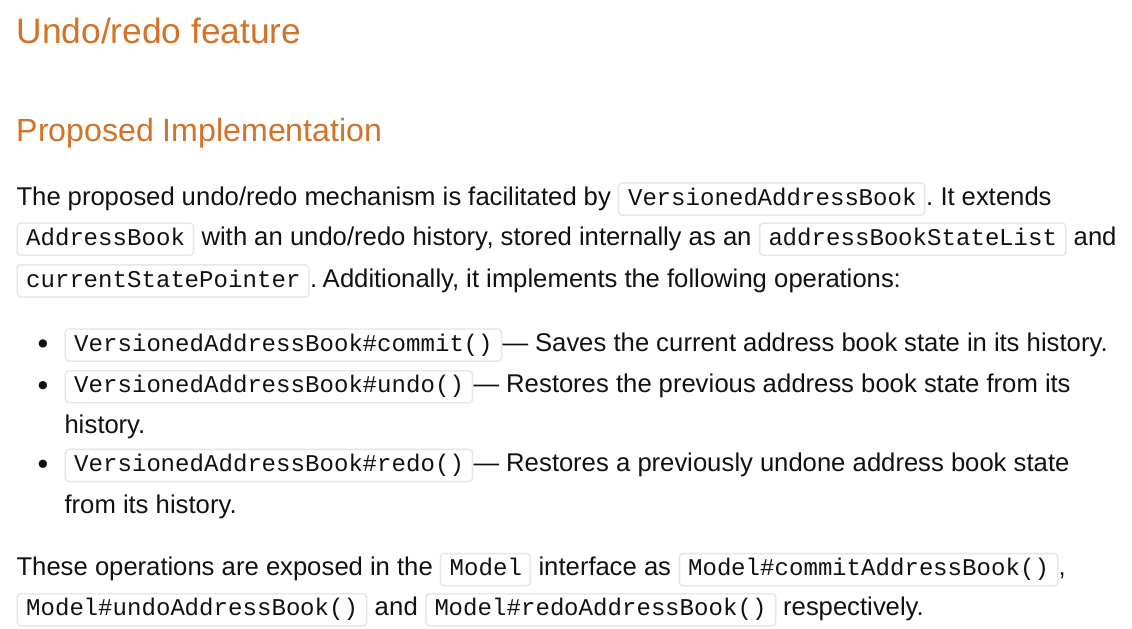 Undo/redo feature
Proposed Implementation
The proposed undo/redo mechanism is facilitated by VersionedAddressBook. It extends
AddressBook with an undo/redo history, stored internally as an addressBookStateList and
currentStatePointer. Additionally, it implements the following operations:
• VersionedAddressBook#commit() — Saves the current address book state in its history.
• VersionedAddressBook#undo() — Restores the previous address book state from its
history.
• VersionedAddressBook#redo() — Restores a previously undone address book state
from its history.
These operations are exposed in the Model interface as Model#commitAddressBook(),
Model#undoAddressBook() and Model#redoAddressBook() respectively.